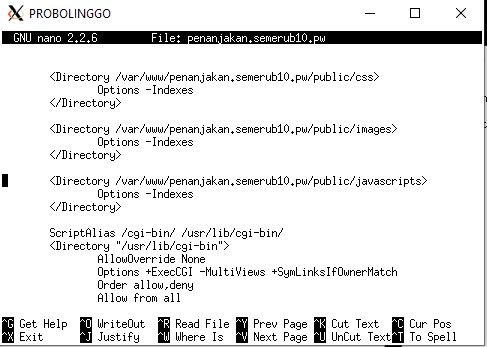 PROBOLINGGO
GNU nano 2.2.6 File: penanjakan.semerub10.pw
<Directory /var/www/penanjakan.semerub10.pw/public/css>
Options -Indexes
</Directory>
<Directory /var/www/penanjakan.semerub10.pw/public/images>
Options -Indexes
</Directory>
<Directory /var/www/penanjakan.semerub10.pw/public/javascripts>
Options -Indexes
</Directory>
ScriptAlias /cgi-bin/ /usr/lib/cgi-bin/
<Directory "/usr/lib/cgi-bin">
AllowOverride None
Options +ExecCGI -MultiViews +SymLinksIfOwnerMatch
Order allow,deny
Allow from all
^G Get Help ^O WriteOut ^R Read File ^Y Prev Page ^K Cut Text ^C Cur Pos
^X Exit ^J Justify ^W Where Is ^V Next Page ^U UnCut Text ^T To Spell